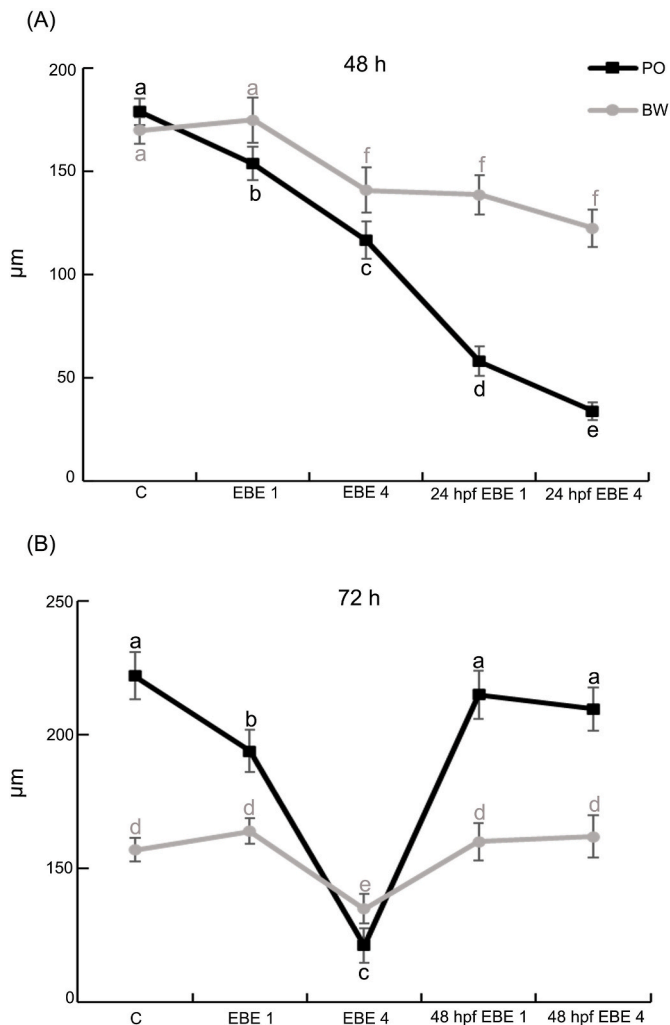 (A)
48 h
PO
BW
200
150
100
50
0
µm
a
a
a
b
f
c
f
d
f
e
C
EBE 1
EBE 4
24 hpf EBE 1
24 hpf EBE 4
(B)
72 h
250
200
150
0
µm
a
d
b
d
e
c
a
d
a
d
C
EBE 1
EBE 4
48 hpf EBE 1
48 hpf EBE 4